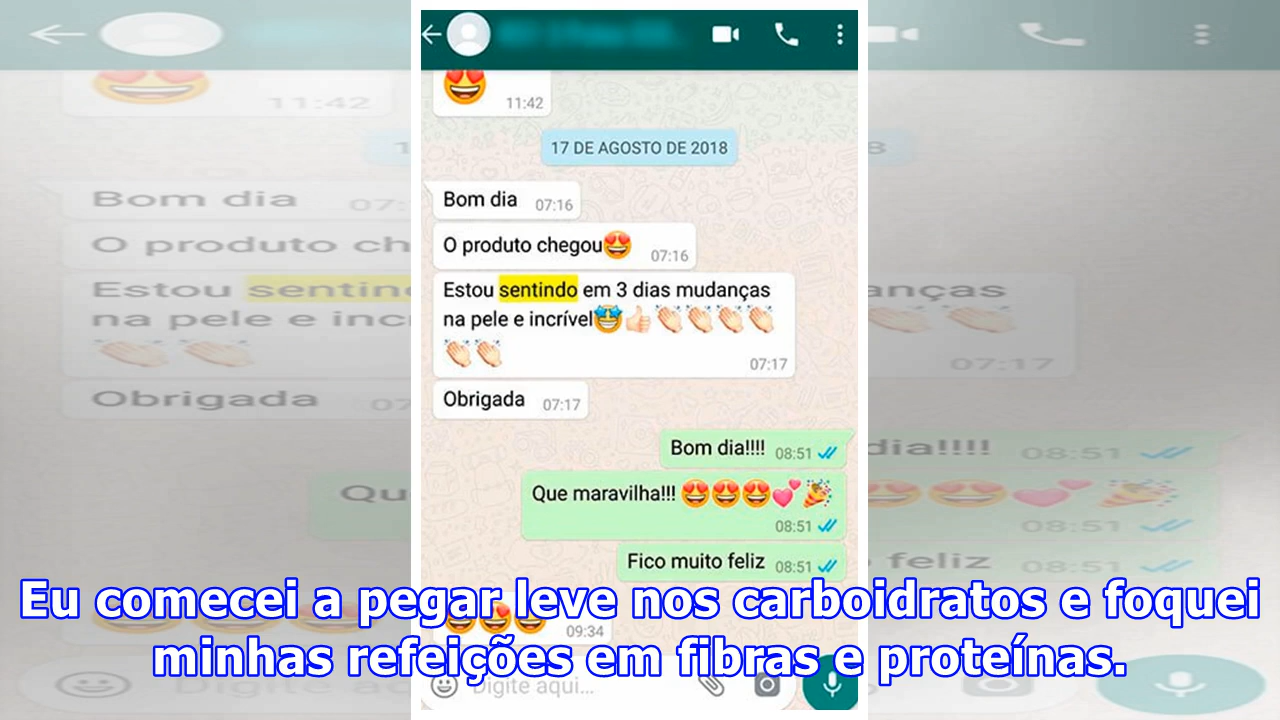 11:42
17 DE AGOSTO DE 2018
Bom dia 07:16
O produto chegou😍 07:16
Estou sentindo em 3 dias mudanças
na pele e incrível🤩👍🏻👏🏻👏🏻👏🏻👏🏻
👏🏻👏🏻 07:17
Obrigada 07:17
Bom dia!!!! 08:51
Que maravilha!!! 😍😍😍💕🎉
08:51
Fico muito feliz 08:51
😍😍😍 09:34
Digite aqui...
Eu comecei a pegar leve nos carboidratos e foquei
minhas refeições em fibras e proteínas.